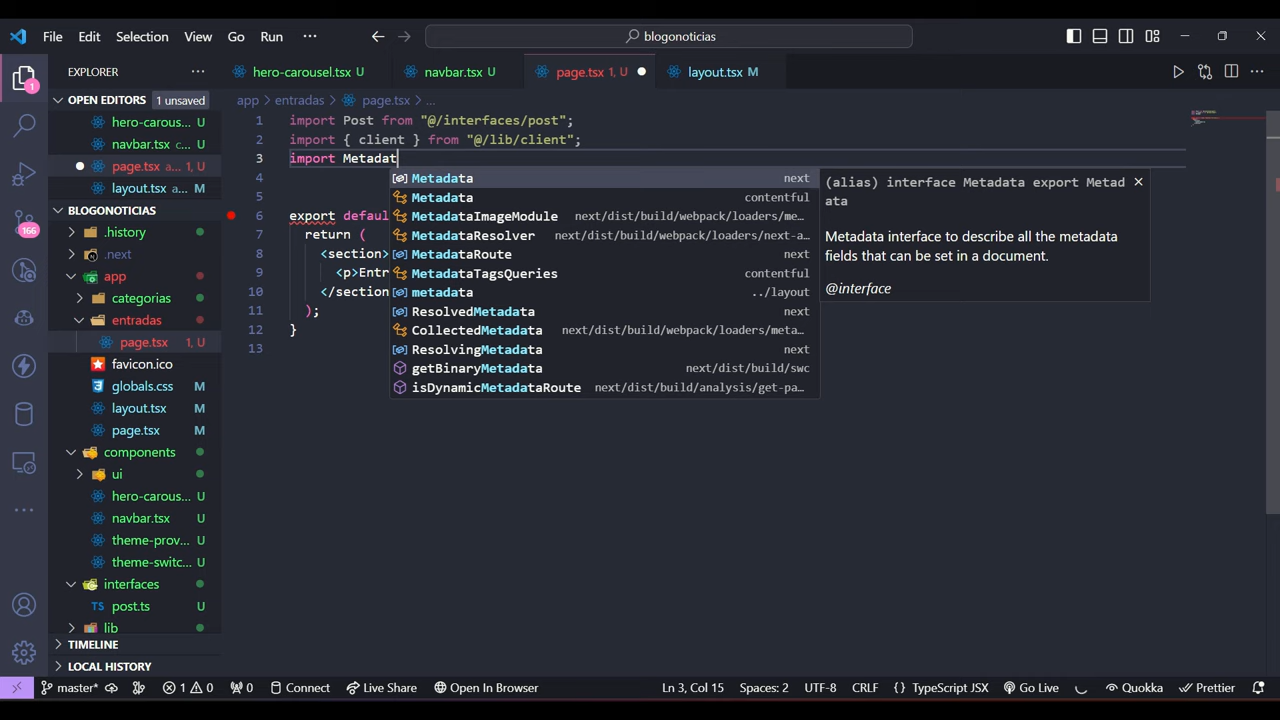 File Edit Selection View Go Run ··· blogonoticias
EXPLORER ···
hero-carousel.tsx U
navbar.tsx U
page.tsx 1, U
layout.tsx M
OPEN EDITORS 1 unsaved
hero-carous... U
navbar.tsx c... U
page.tsx a... 1, U
layout.tsx a... M
BLOGONOTICIAS
.history
.next
app
categorias
entradas
page.tsx 1, U
favicon.ico
globals.css M
layout.tsx M
page.tsx M
components
ui
hero-carous... U
navbar.tsx U
theme-prov... U
theme-switc... U
interfaces
TS post.ts U
lib
TIMELINE
LOCAL HISTORY
1
166
app > entradas > page.tsx > ...
1 import Post from "@/interfaces/post";
2 import { client } from "@/lib/client";
3 import Metadat
4
5
6 export defaul
7 return (
8 <section>
9 <p>Entr
10 </section
11 );
12 }
13
Metadata next
Metadata contentful
MetadataImageModule next/dist/build/webpack/loaders/me...
MetadataResolver next/dist/build/webpack/loaders/next-a...
MetadataRoute next
MetadataTagsQueries contentful
metadata ../layout
ResolvedMetadata next
CollectedMetadata next/dist/build/webpack/loaders/meta...
ResolvingMetadata next
getBinaryMetadata next/dist/build/swc
isDynamicMetadataRoute next/dist/build/analysis/get-pa...
(alias) interface Metadata export Metad
ata
Metadata interface to describe all the metadata
fields that can be set in a document.
@interface
master* 1 0 0 Connect Live Share Open In Browser Ln 3, Col 15 Spaces: 2 UTF-8 CRLF {} TypeScript JSX Go Live Quokka Prettier